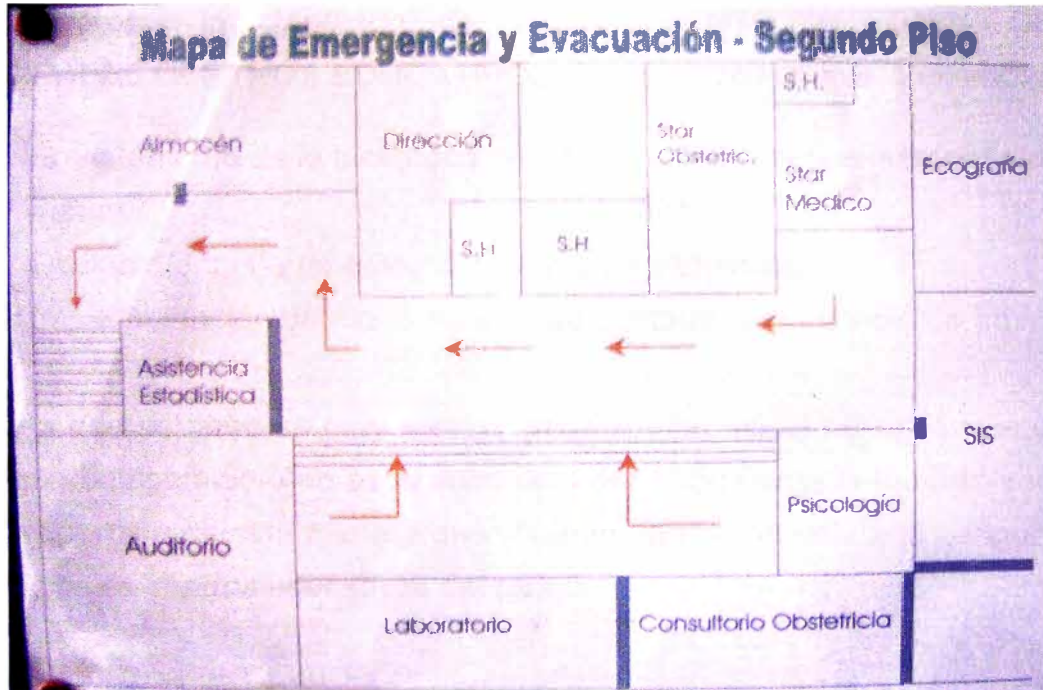 Mapa de Emergencia y Evacuación - Segundo Piso
Almacén
Dirección
Star
Obstetric.
S.H.
Star
Medico
Ecografía
S.H.
S.H.
Asistencia
Estadística
SIS
Psicología
Auditorio
Laboratorio
Consultorio Obstetricia